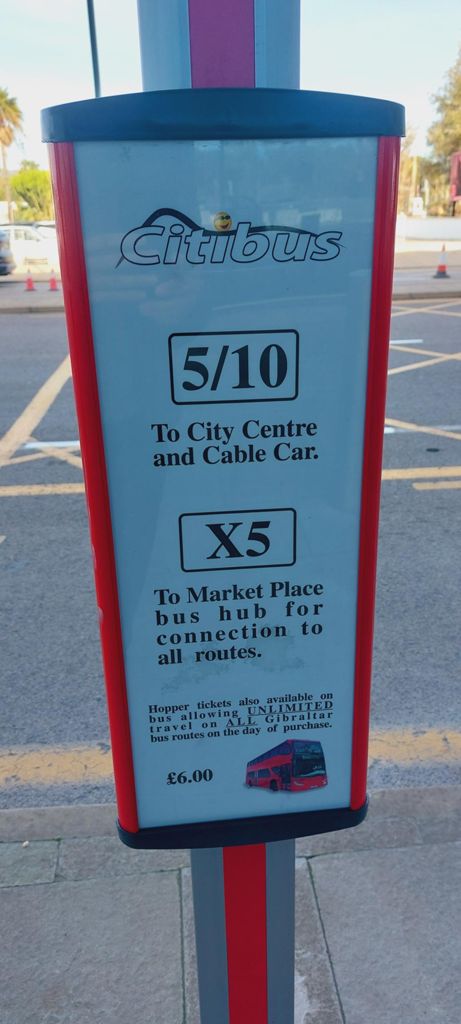 Citibus
5/10
To City Centre
and Cable Car.
X5
To Market Place
bus hub for
connection to
all routes.
Hopper tickets also available on
bus allowing UNLIMITED
travel on ALL Gibraltar
bus routes on the day of purchase.
£6.00